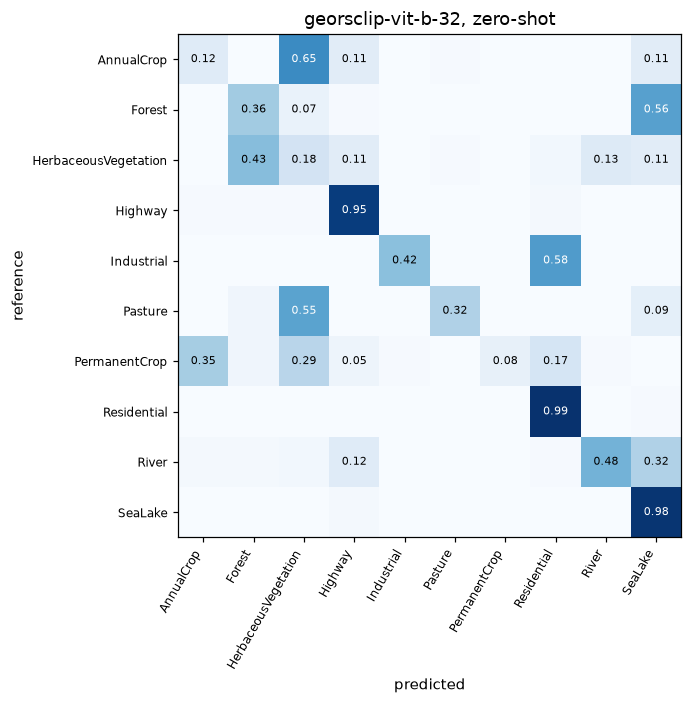 georsclip-vit-b-32, zero-shot
AnnualCrop 0.12 0.65 0.11 0.11
Forest 0.36 0.07 0.56
HerbaceousVegetation 0.43 0.18 0.11 0.13 0.11
Highway 0.95
Industrial 0.42 0.58
Pasture 0.55 0.32 0.09
PermanentCrop 0.35 0.29 0.05 0.08 0.17
Residential 0.99
River 0.12 0.48 0.32
SeaLake 0.98
reference
AnnualCrop Forest HerbaceousVegetation Highway Industrial Pasture PermanentCrop Residential River SeaLake
predicted